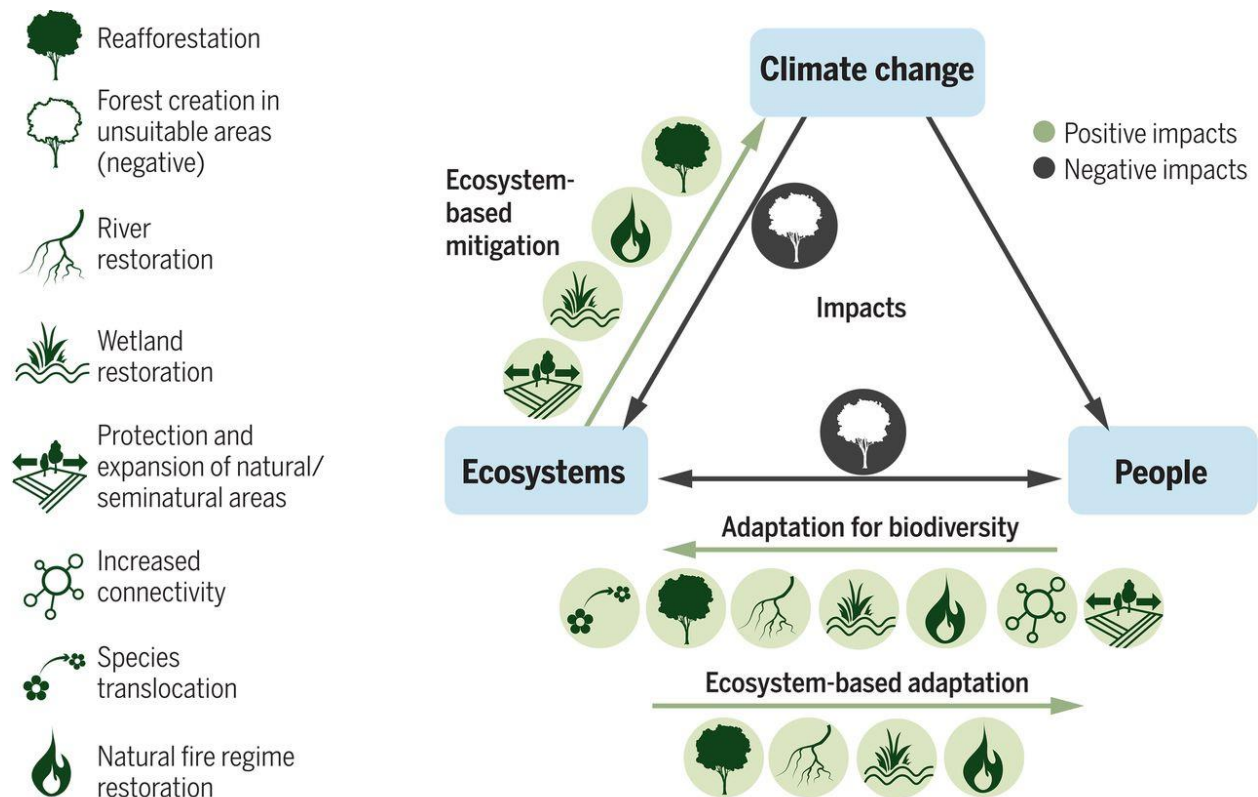 Reafforestation
Forest creation in
unsuitable areas
(negative)
River
restoration
Wetland
restoration
Protection and
expansion of natural/
seminatural areas
Increased
connectivity
Species
translocation
Natural fire regime
restoration
Climate change
Positive impacts
Negative impacts
Ecosystem-
based
mitigation
Impacts
Ecosystems
People
Adaptation for biodiversity
Ecosystem-based adaptation